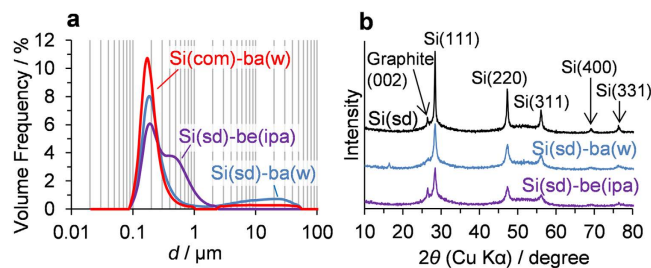 a
Volume Frequency / %
12
10
8
6
4
2
0
Si(com)-ba(w)
Si(sd)-be(ipa)
Si(sd)-ba(w)
0.01 0.1 1 10 100
d / μm
b
Intensity
Si(111)
Graphite
(002)
Si(220)
Si(311)
Si(400)
Si(331)
Si(sd)
Si(sd)-ba(w)
Si(sd)-be(ipa)
10 20 30 40 50 60 70 80
2θ (Cu Kα) / degree